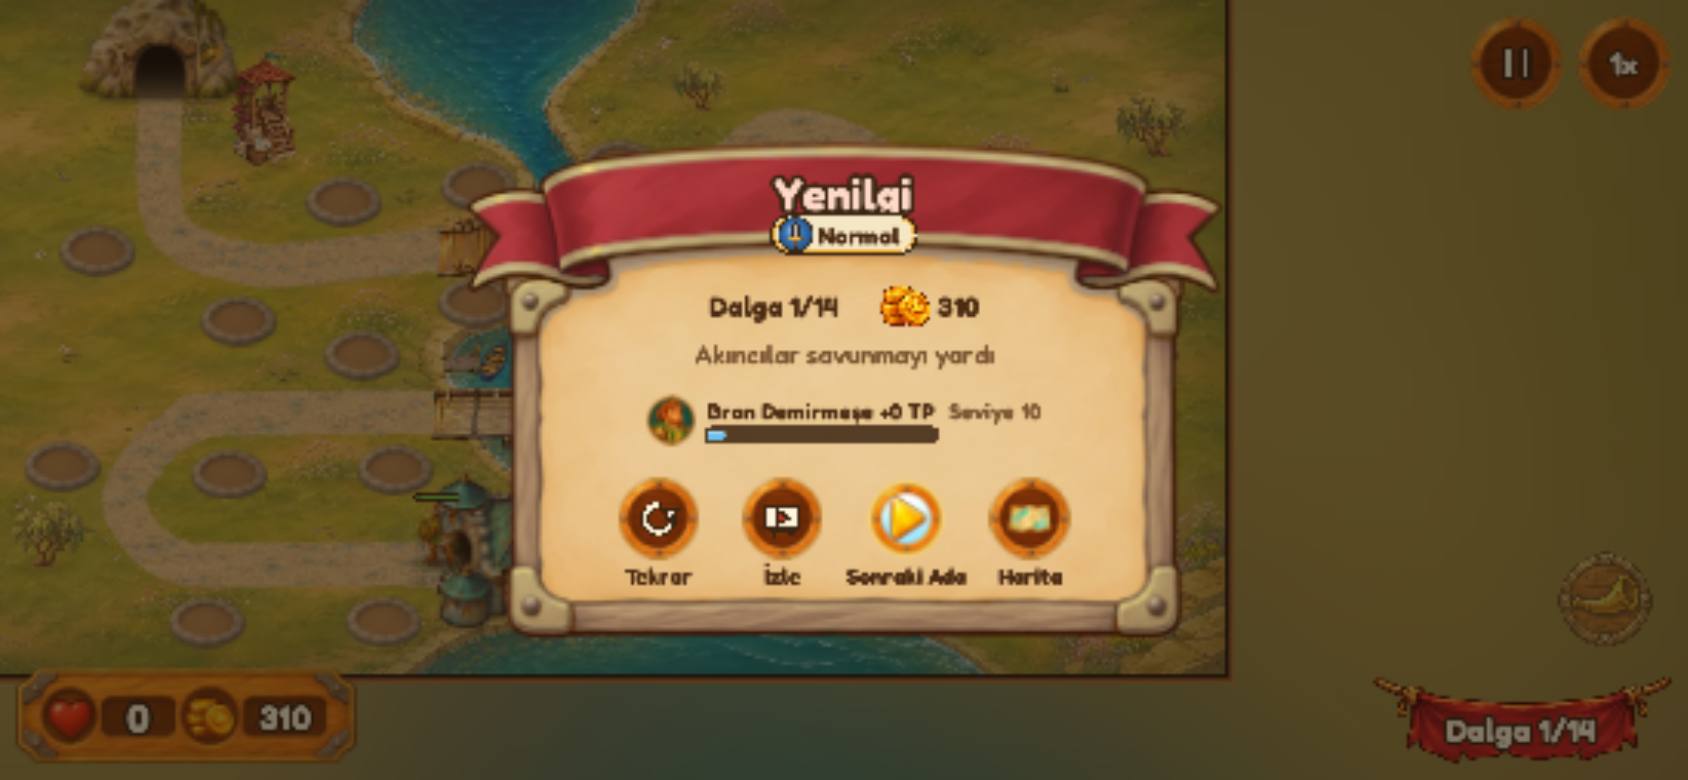 1x
Yenilgi
Normal
Dalga 1/14 310
Akıncılar savunmayı yardı
Bran Demirmeşe +0 TP Seviye 10
Tekrar İzle Sonraki Ada Harita
0 310
Dalga 1/14